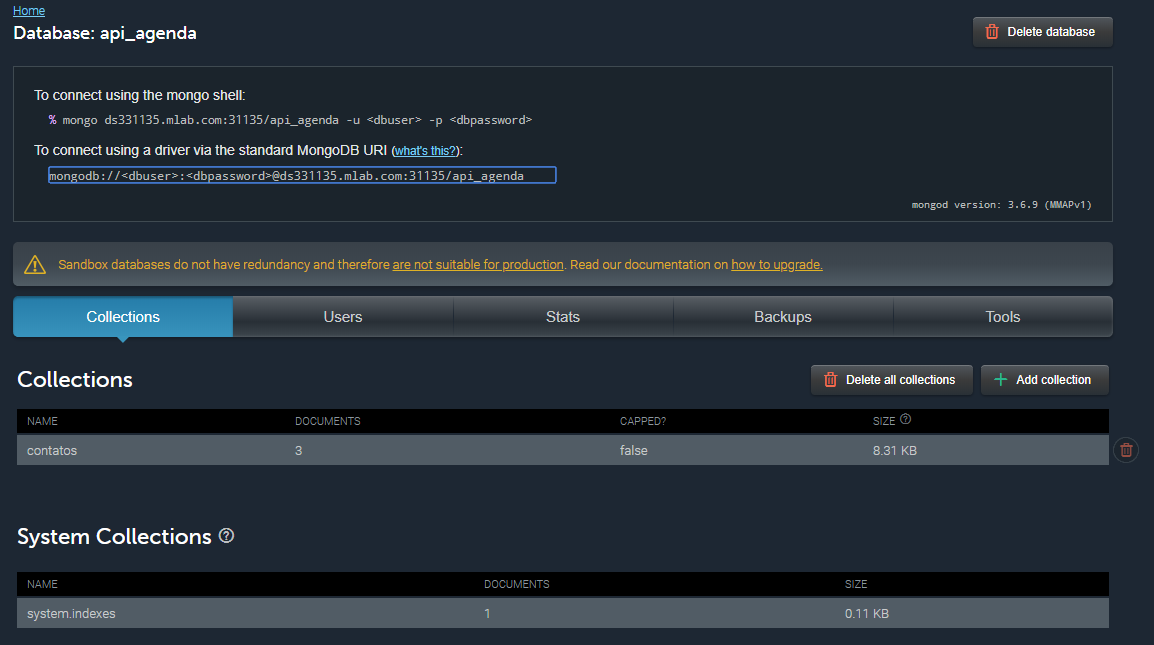 Home
Database: api_agenda
Delete database
To connect using the mongo shell:
% mongo ds331135.mlab.com:31135/api_agenda -u <dbuser> -p <dbpassword>
To connect using a driver via the standard MongoDB URI (what's this?):
mongodb://<dbuser>:<dbpassword>@ds331135.mlab.com:31135/api_agenda
mongod version: 3.6.9 (MMAPv1)
Sandbox databases do not have redundancy and therefore are not suitable for production. Read our documentation on how to upgrade.
Collections Users Stats Backups Tools
Collections
Delete all collections
Add collection
NAME DOCUMENTS CAPPED? SIZE ?
contatos 3 false 8.31 KB
System Collections ?
NAME DOCUMENTS SIZE
system.indexes 1 0.11 KB